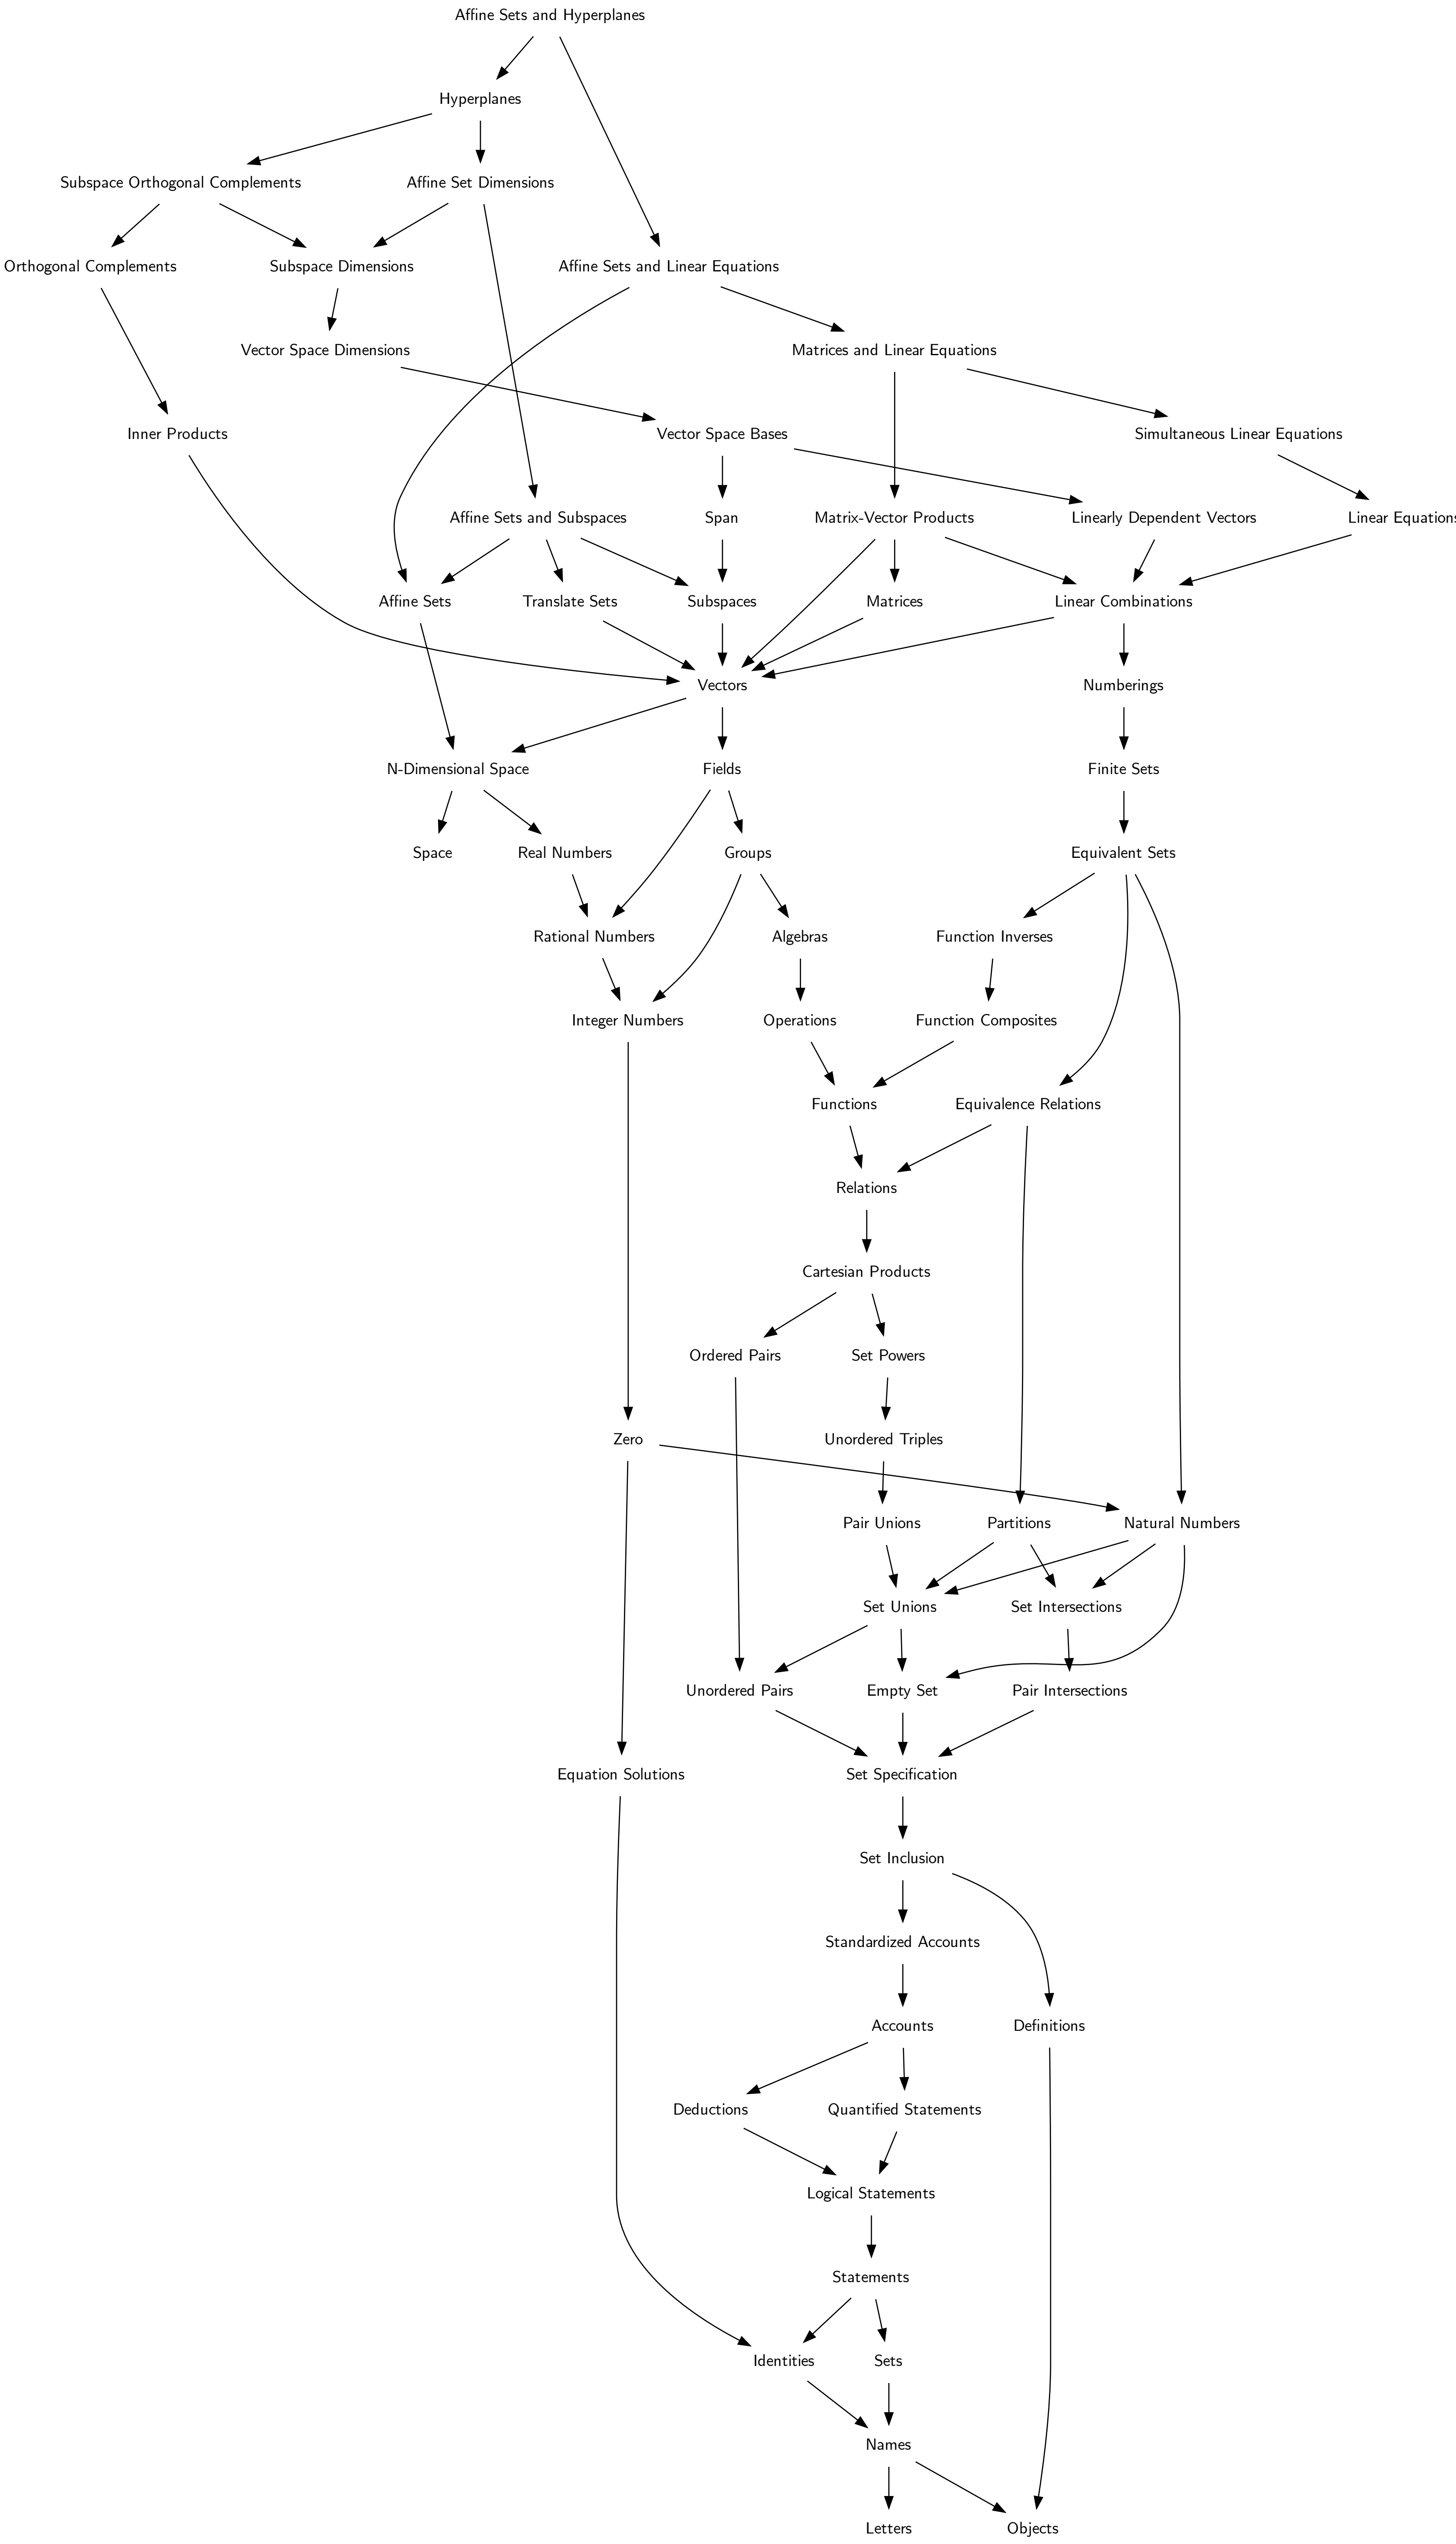 Affine Sets and Hyperplanes
Hyperplanes
Subspace Orthogonal Complements
Affine Set Dimensions
Orthogonal Complements
Subspace Dimensions
Affine Sets and Linear Equations
Vector Space Dimensions
Matrices and Linear Equations
Inner Products
Vector Space Bases
Simultaneous Linear Equations
Affine Sets and Subspaces
Span
Matrix-Vector Products
Linearly Dependent Vectors
Linear Equations
Affine Sets
Translate Sets
Subspaces
Matrices
Linear Combinations
Vectors
Numberings
N-Dimensional Space
Fields
Finite Sets
Space
Real Numbers
Groups
Equivalent Sets
Rational Numbers
Algebras
Function Inverses
Integer Numbers
Operations
Function Composites
Functions
Equivalence Relations
Relations
Cartesian Products
Ordered Pairs
Set Powers
Zero
Unordered Triples
Pair Unions
Partitions
Natural Numbers
Set Unions
Set Intersections
Unordered Pairs
Empty Set
Pair Intersections
Equation Solutions
Set Specification
Set Inclusion
Standardized Accounts
Accounts
Definitions
Deductions
Quantified Statements
Logical Statements
Statements
Identities
Sets
Names
Letters
Objects